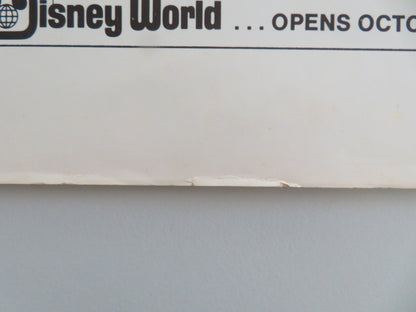 Disney World ... OPENS OCTO